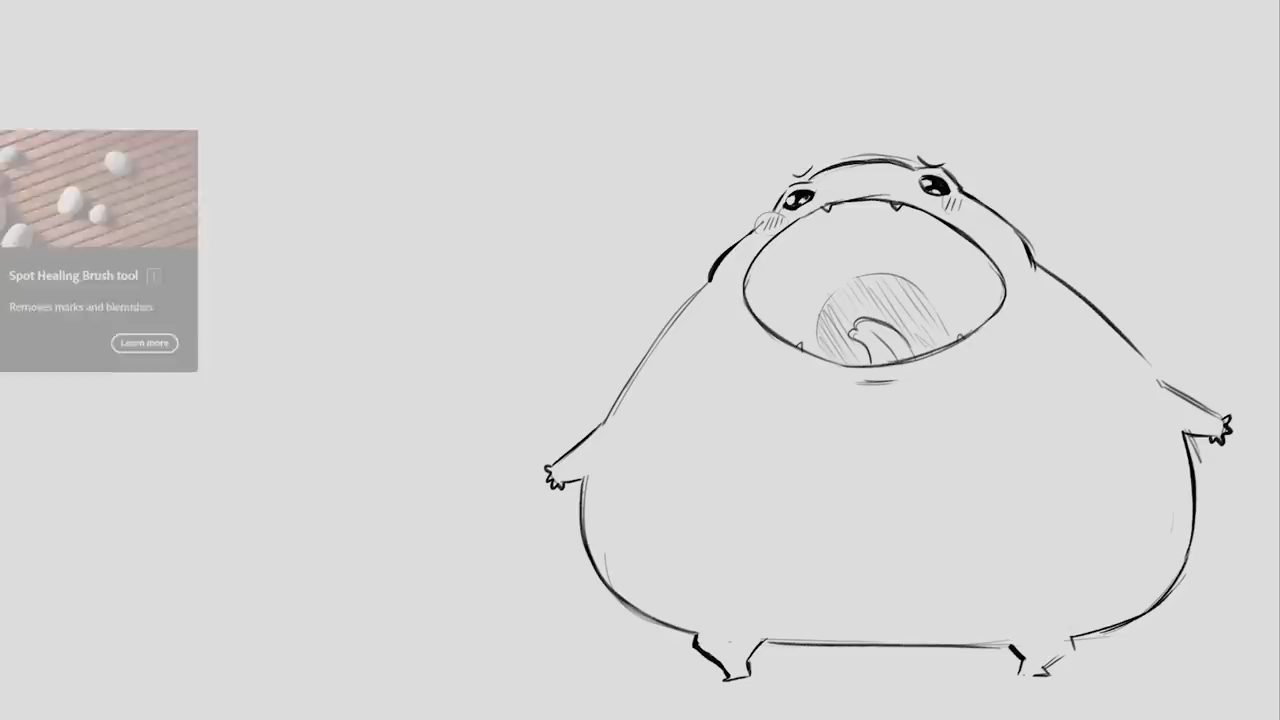 Spot Healing Brush tool
Removes marks and blemishes.
Learn more